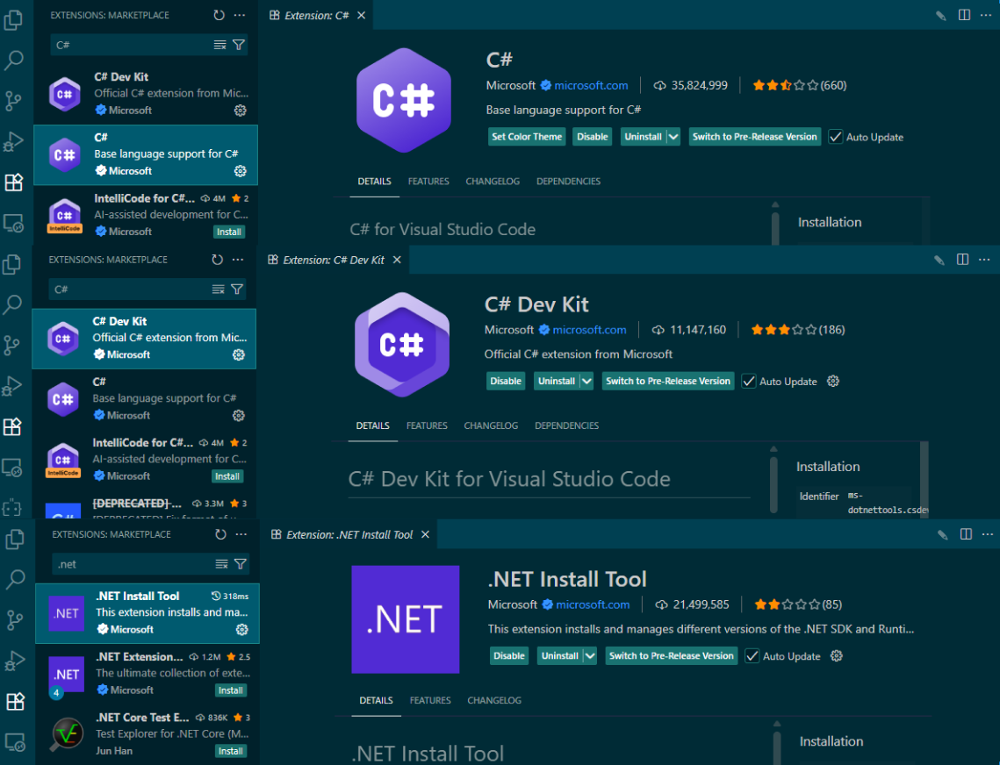 EXTENSIONS: MARKETPLACE
C#
C# Dev Kit
Official C# extension from Mic...
Microsoft
C#
Base language support for C#
Microsoft
IntelliCode for C#... 4M 2
AI-assisted development for C...
Microsoft
Install
Extension: C#
C#
C#
Microsoft microsoft.com 35,824,999 (660)
Base language support for C#
Set Color Theme Disable Uninstall Switch to Pre-Release Version Auto Update
DETAILS FEATURES CHANGELOG DEPENDENCIES
C# for Visual Studio Code
Installation
EXTENSIONS: MARKETPLACE
C#
C# Dev Kit
Official C# extension from Mic...
Microsoft
C#
Base language support for C#
Microsoft
IntelliCode for C#... 4M 2
AI-assisted development for C...
Microsoft
Install
[DEPRECATED] ... 3.3M 3
Extension: C# Dev Kit
C#
C# Dev Kit
Microsoft microsoft.com 11,147,160 (186)
Official C# extension from Microsoft
Disable Uninstall Switch to Pre-Release Version Auto Update
DETAILS FEATURES CHANGELOG DEPENDENCIES
C# Dev Kit for Visual Studio Code
Installation
Identifier ms-
dotnettools.csdev
EXTENSIONS: MARKETPLACE
.net
.NET
.NET Install Tool 318ms
This extension installs and ma...
Microsoft
.NET
4
.NET Extension... 1.2M 2.5
The ultimate collection of exte...
Microsoft
Install
.NET Core Test E... 836K 3
Test Explorer for .NET Core (M...
Jun Han
Install
Extension: .NET Install Tool
.NET
.NET Install Tool
Microsoft microsoft.com 21,499,585 (85)
This extension installs and manages different versions of the .NET SDK and Runti...
Disable Uninstall Switch to Pre-Release Version Auto Update
DETAILS FEATURES CHANGELOG
.NET Install Tool
Installation